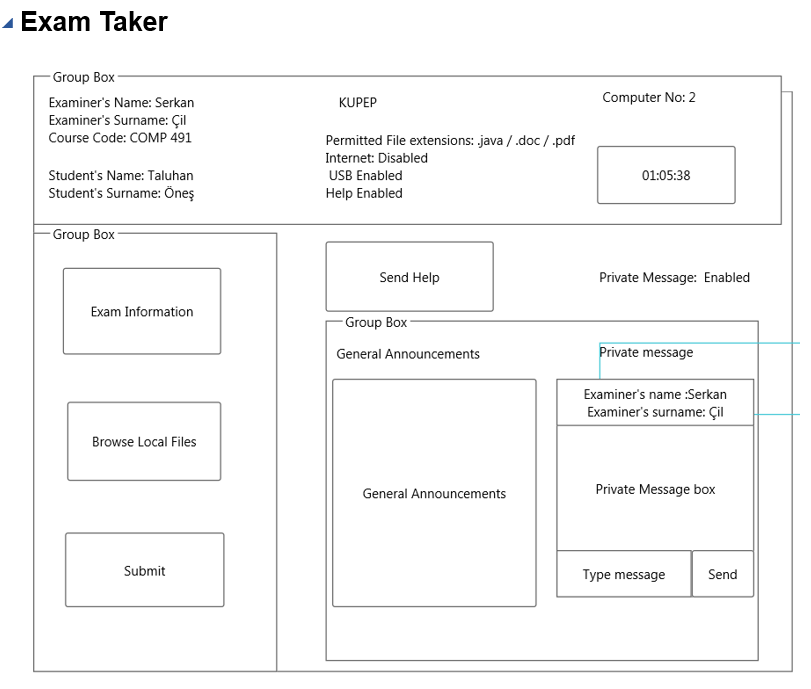 Exam Taker
Group Box
Examiner's Name: Serkan
Examiner's Surname: Çil
Course Code: COMP 491
Student's Name: Taluhan
Student's Surname: Öneş
KUPEP
Permitted File extensions: .java / .doc / .pdf
Internet: Disabled
USB Enabled
Help Enabled
Computer No: 2
01:05:38
Group Box
Exam Information
Browse Local Files
Submit
Send Help
Private Message: Enabled
Group Box
General Announcements
General Announcements
Private message
Examiner's name :Serkan
Examiner's surname: Çil
Private Message box
Type message
Send